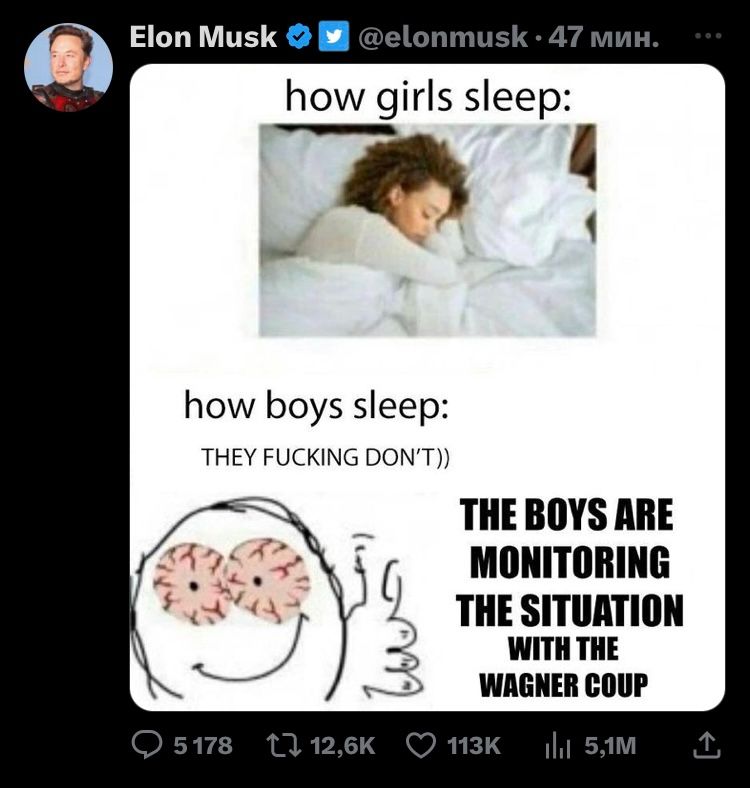 Elon Musk @elonmusk · 47 мин.
how girls sleep:
how boys sleep:
THEY FUCKING DON'T))
THE BOYS ARE
MONITORING
THE SITUATION
WITH THE
WAGNER COUP
5 178 12,6K 113K 5,1M